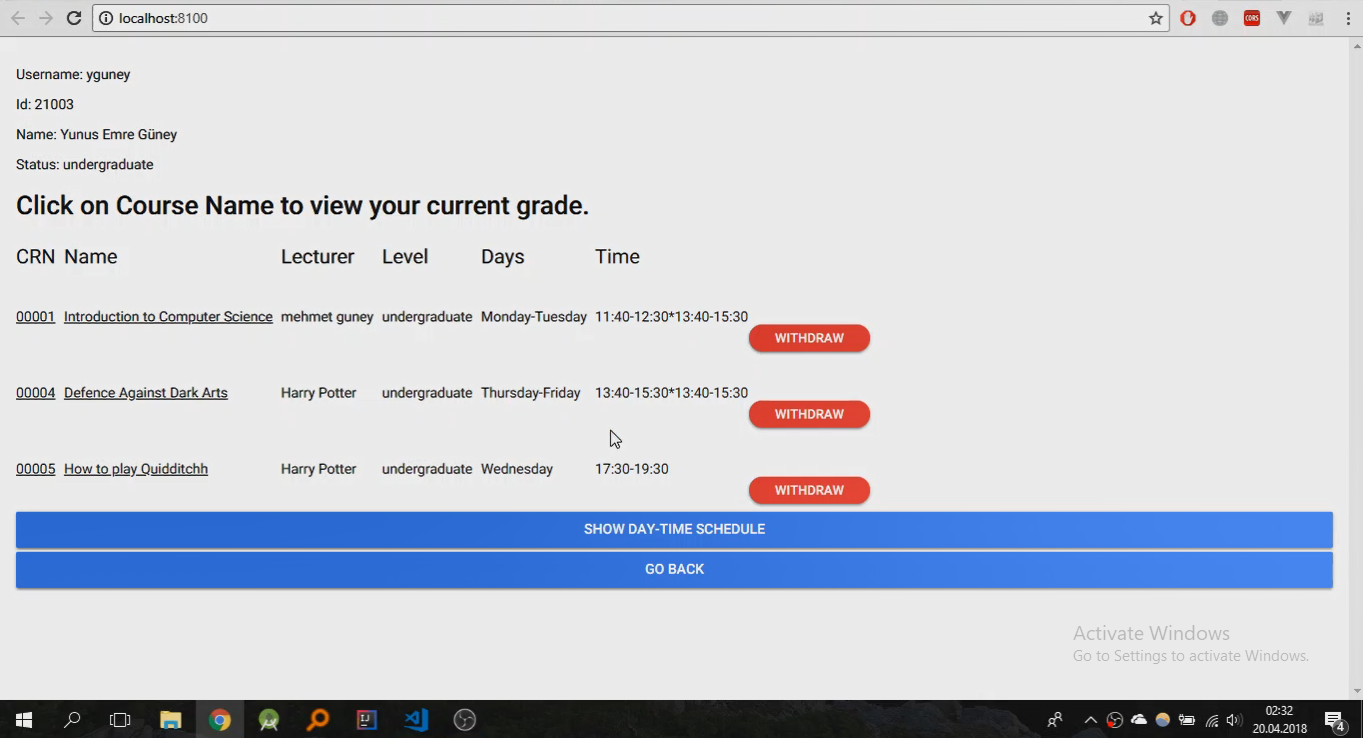 localhost:8100
CORS
Username: yguney
Id: 21003
Name: Yunus Emre Güney
Status: undergraduate
Click on Course Name to view your current grade.
CRN Name Lecturer Level Days Time
00001 Introduction to Computer Science mehmet guney undergraduate Monday-Tuesday 11:40-12:30*13:40-15:30
WITHDRAW
00004 Defence Against Dark Arts Harry Potter undergraduate Thursday-Friday 13:40-15:30*13:40-15:30
WITHDRAW
00005 How to play Quidditchh Harry Potter undergraduate Wednesday 17:30-19:30
WITHDRAW
SHOW DAY-TIME SCHEDULE
GO BACK
Activate Windows
Go to Settings to activate Windows.
IJ
02:32
20.04.2018
4